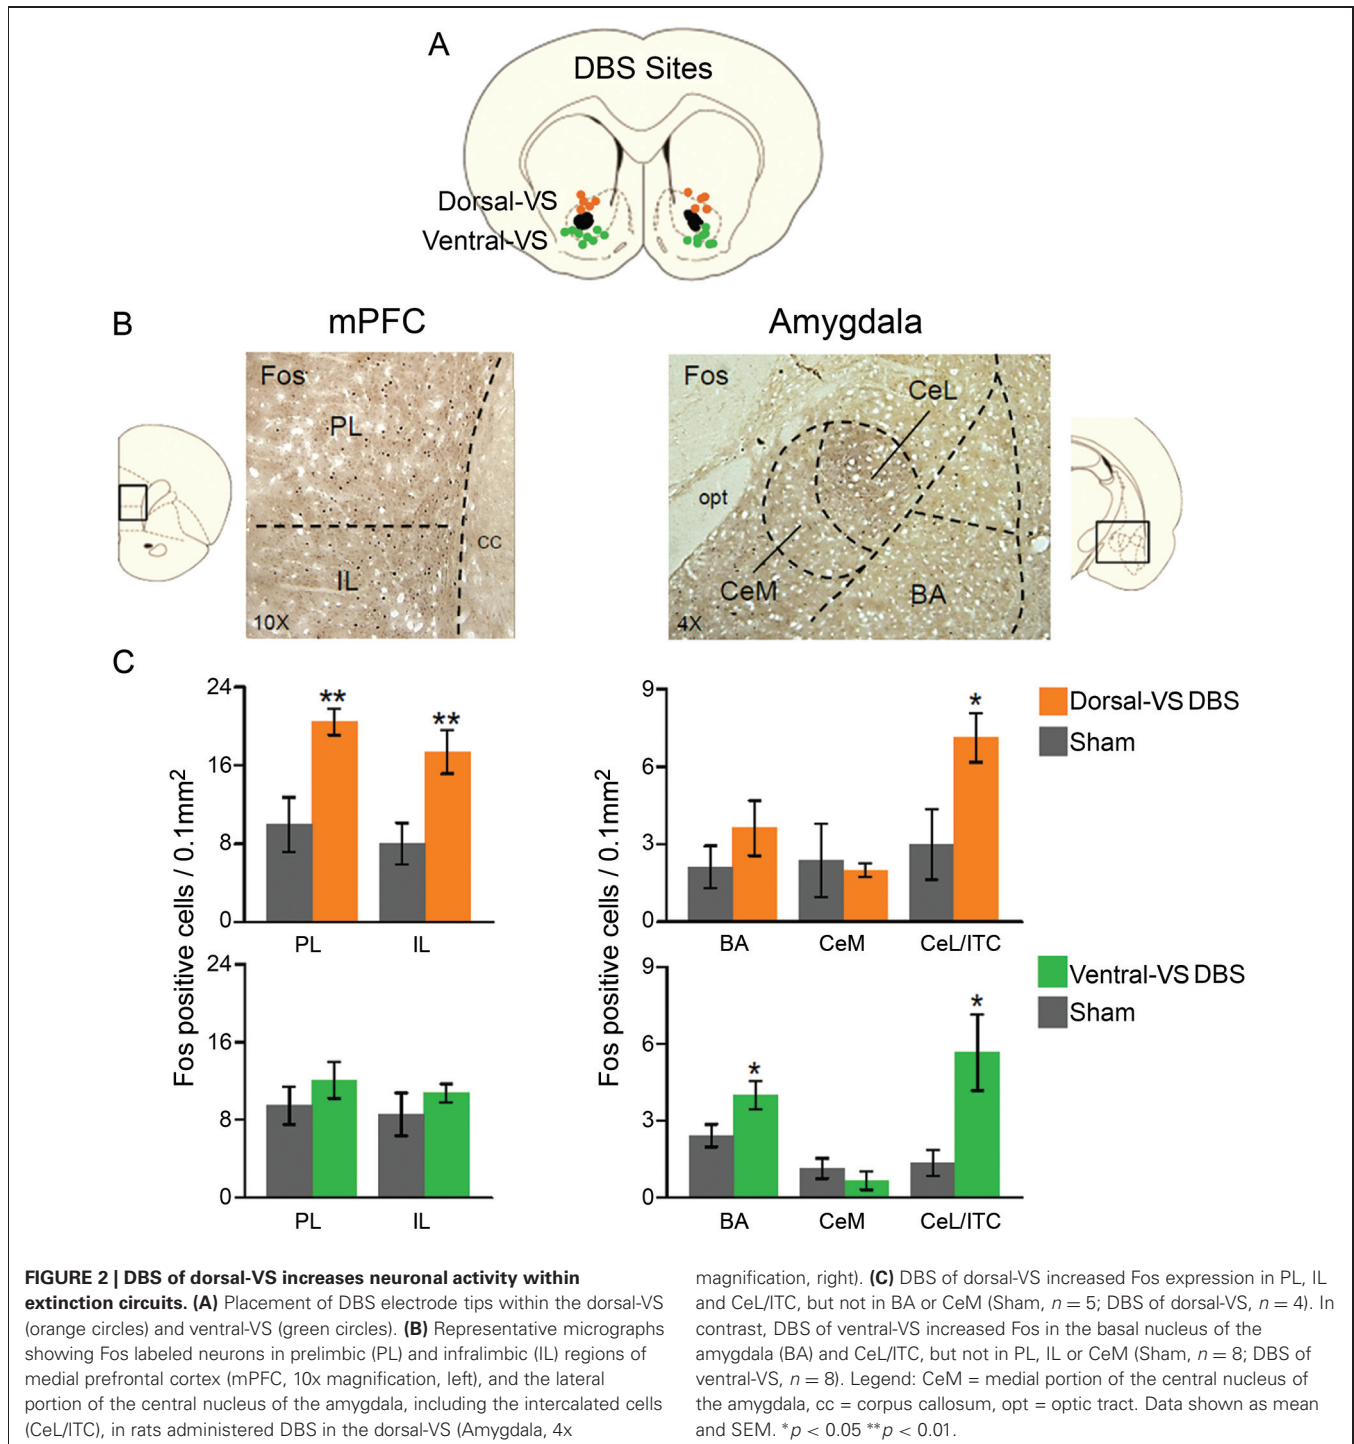 A
DBS Sites
Dorsal-VS
Ventral-VS
B
mPFC
Amygdala
Fos
PL
IL
cc
10X
Fos
CeL
opt
CeM
BA
4X
C
Fos positive cells / 0.1mm²
24
16
8
0
**
**
PL
IL
Fos positive cells / 0.1mm²
9
6
3
0
*
BA
CeM
CeL/ITC
Dorsal-VS DBS
Sham
24
16
8
0
PL
IL
9
6
3
0
*
*
BA
CeM
CeL/ITC
Ventral-VS DBS
Sham
FIGURE 2 | DBS of dorsal-VS increases neuronal activity within
extinction circuits. (A) Placement of DBS electrode tips within the dorsal-VS
(orange circles) and ventral-VS (green circles). (B) Representative micrographs
showing Fos labeled neurons in prelimbic (PL) and infralimbic (IL) regions of
medial prefrontal cortex (mPFC, 10x magnification, left), and the lateral
portion of the central nucleus of the amygdala, including the intercalated cells
(CeL/ITC), in rats administered DBS in the dorsal-VS (Amygdala, 4x
magnification, right). (C) DBS of dorsal-VS increased Fos expression in PL, IL
and CeL/ITC, but not in BA or CeM (Sham, n = 5; DBS of dorsal-VS, n = 4). In
contrast, DBS of ventral-VS increased Fos in the basal nucleus of the
amygdala (BA) and CeL/ITC, but not in PL, IL or CeM (Sham, n = 8; DBS of
ventral-VS, n = 8). Legend: CeM = medial portion of the central nucleus of
the amygdala, cc = corpus callosum, opt = optic tract. Data shown as mean
and SEM. *p < 0.05 **p < 0.01.